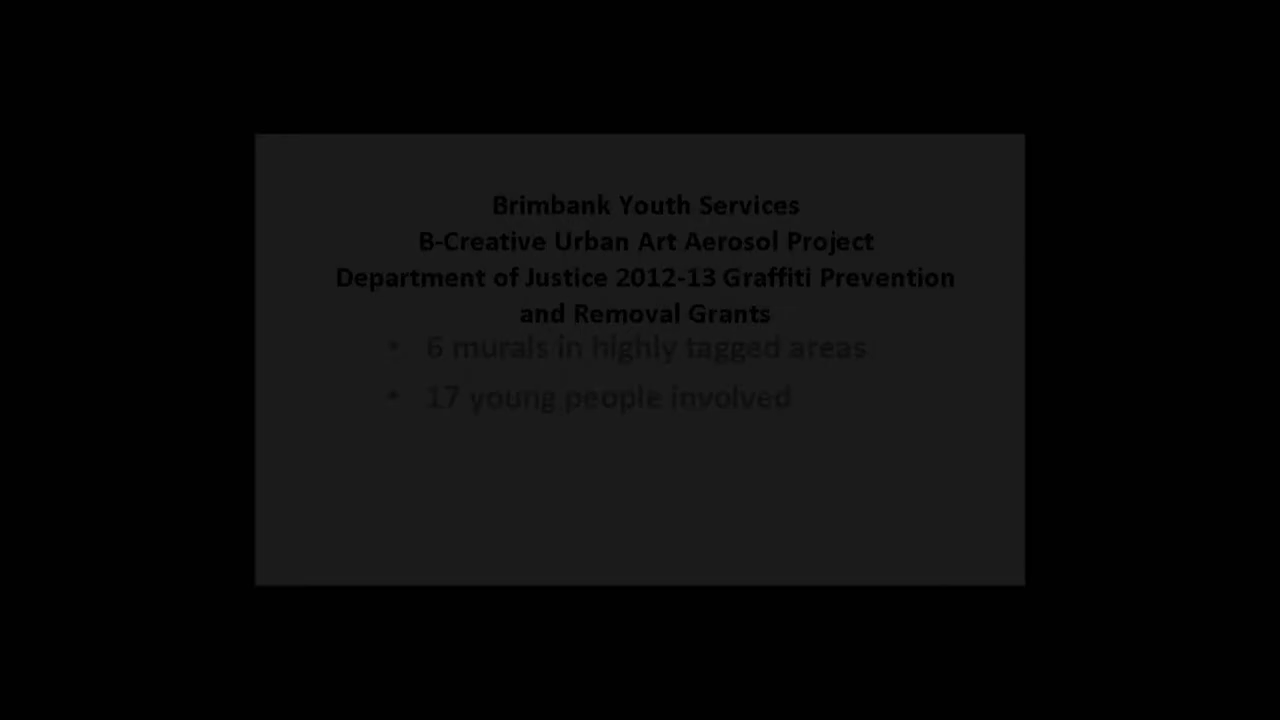 Brimbank Youth Services
B-Creative Urban Art Aerosol Project
Department of Justice 2012-13 Graffiti Prevention
and Removal Grants
• 6 murals in highly tagged areas
• 17 young people involved